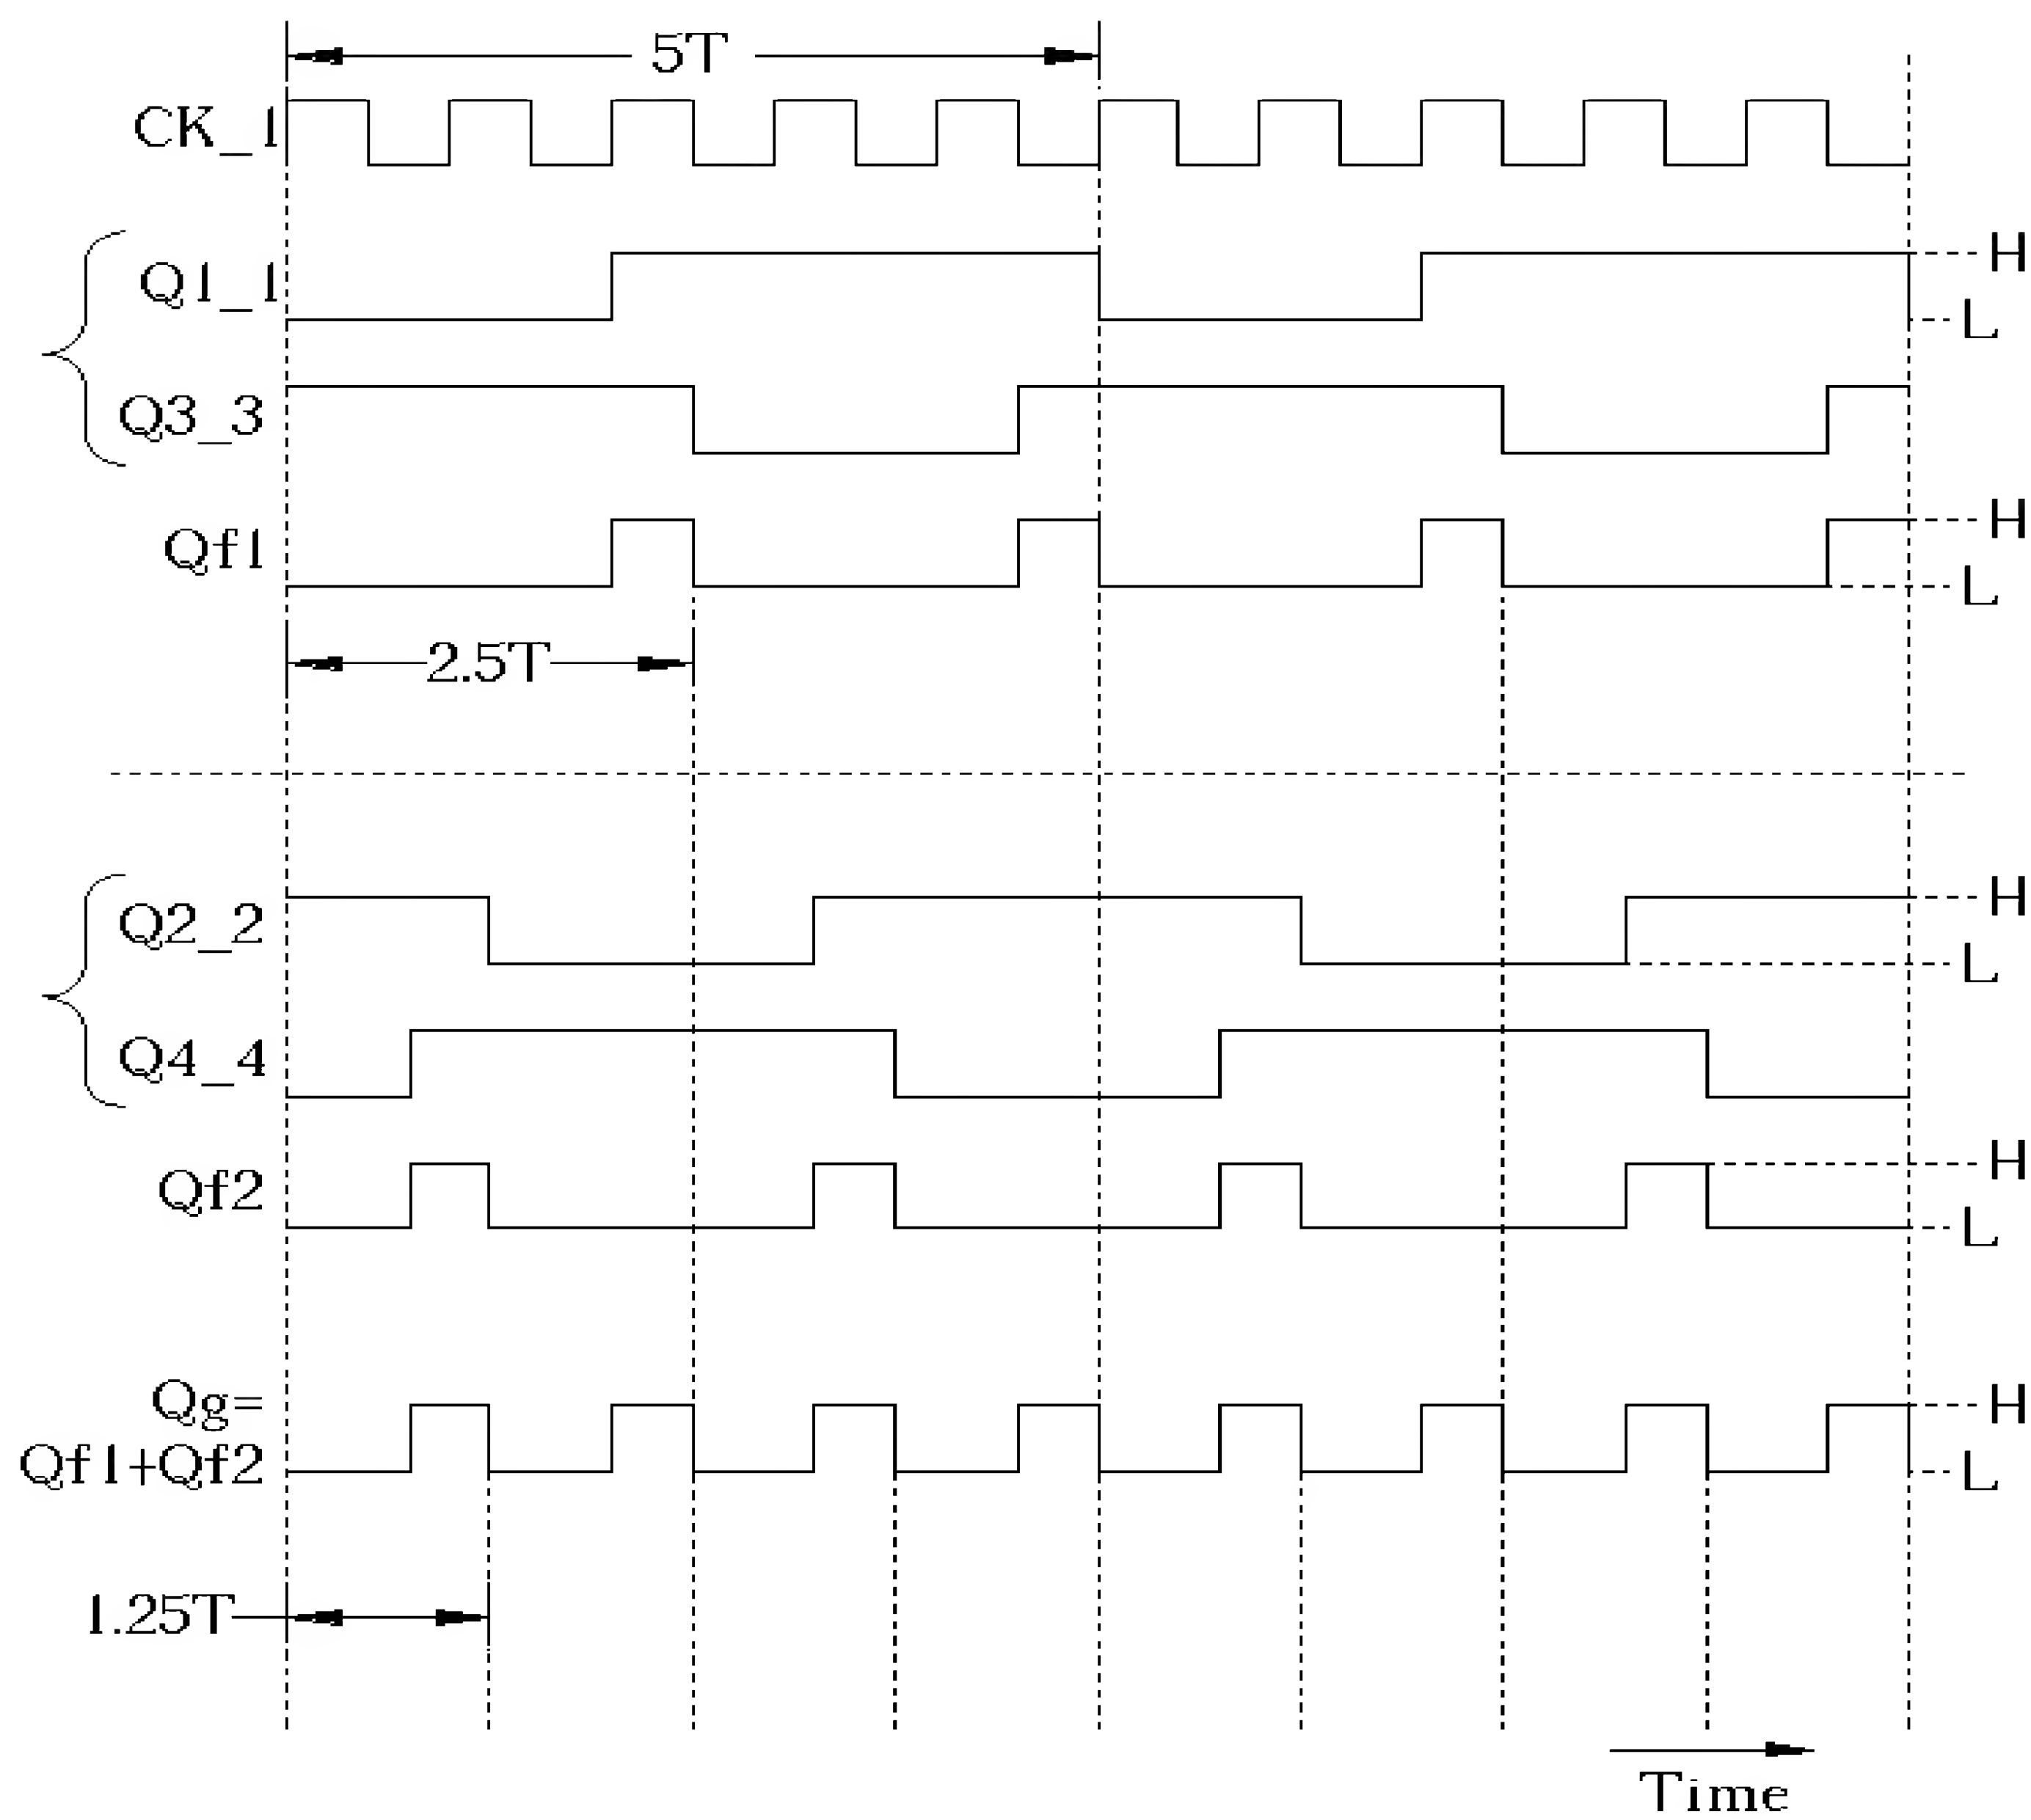 5T
CK_1
H
Q1_1
L
Q3_3
H
Qf1
L
2.5T
H
Q2_2
L
Q4_4
H
Qf2
L
Qg=
H
Qf1+Qf2
L
1.25T
Time